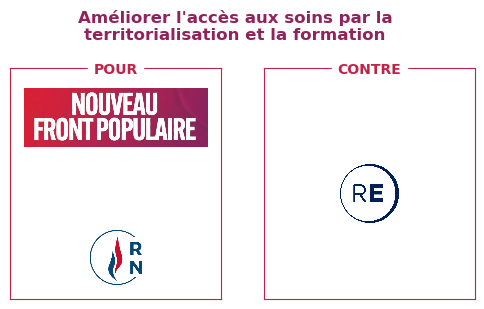 Améliorer l'accès aux soins par la
territorialisation et la formation
POUR
NOUVEAU
FRONT POPULAIRE
R
N
CONTRE
RE